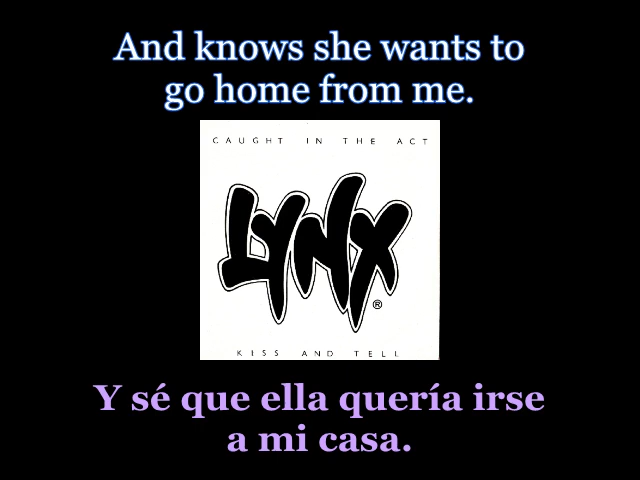 And knows she wants to
go home from me.
CAUGHT IN THE ACT
LYNX
®
KISS AND TELL
Y sé que ella quería irse
a mi casa.